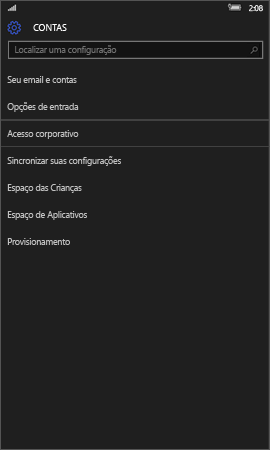 2:08
CONTAS
Localizar uma configuração
Seu email e contas
Opções de entrada
Acesso corporativo
Sincronizar suas configurações
Espaço das Crianças
Espaço de Aplicativos
Provisionamento